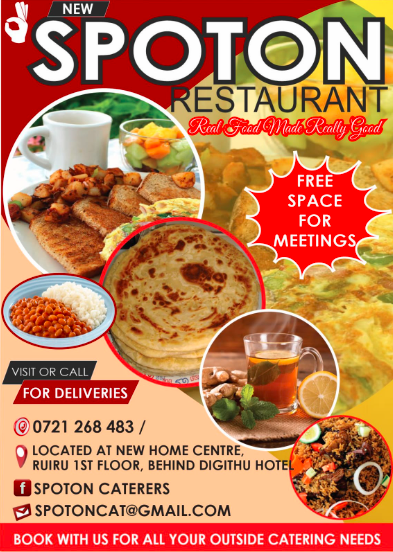 NEW
SPOTON
RESTAURANT
Real Food Made Really Good
FREE
SPACE
FOR
MEETINGS
VISIT OR CALL
FOR DELIVERIES
0721 268 483 /
LOCATED AT NEW HOME CENTRE,
RUIRU 1ST FLOOR, BEHIND DIGITHU HOTEL
f SPOTON CATERERS
SPOTONCAT@GMAIL.COM
BOOK WITH US FOR ALL YOUR OUTSIDE CATERING NEEDS